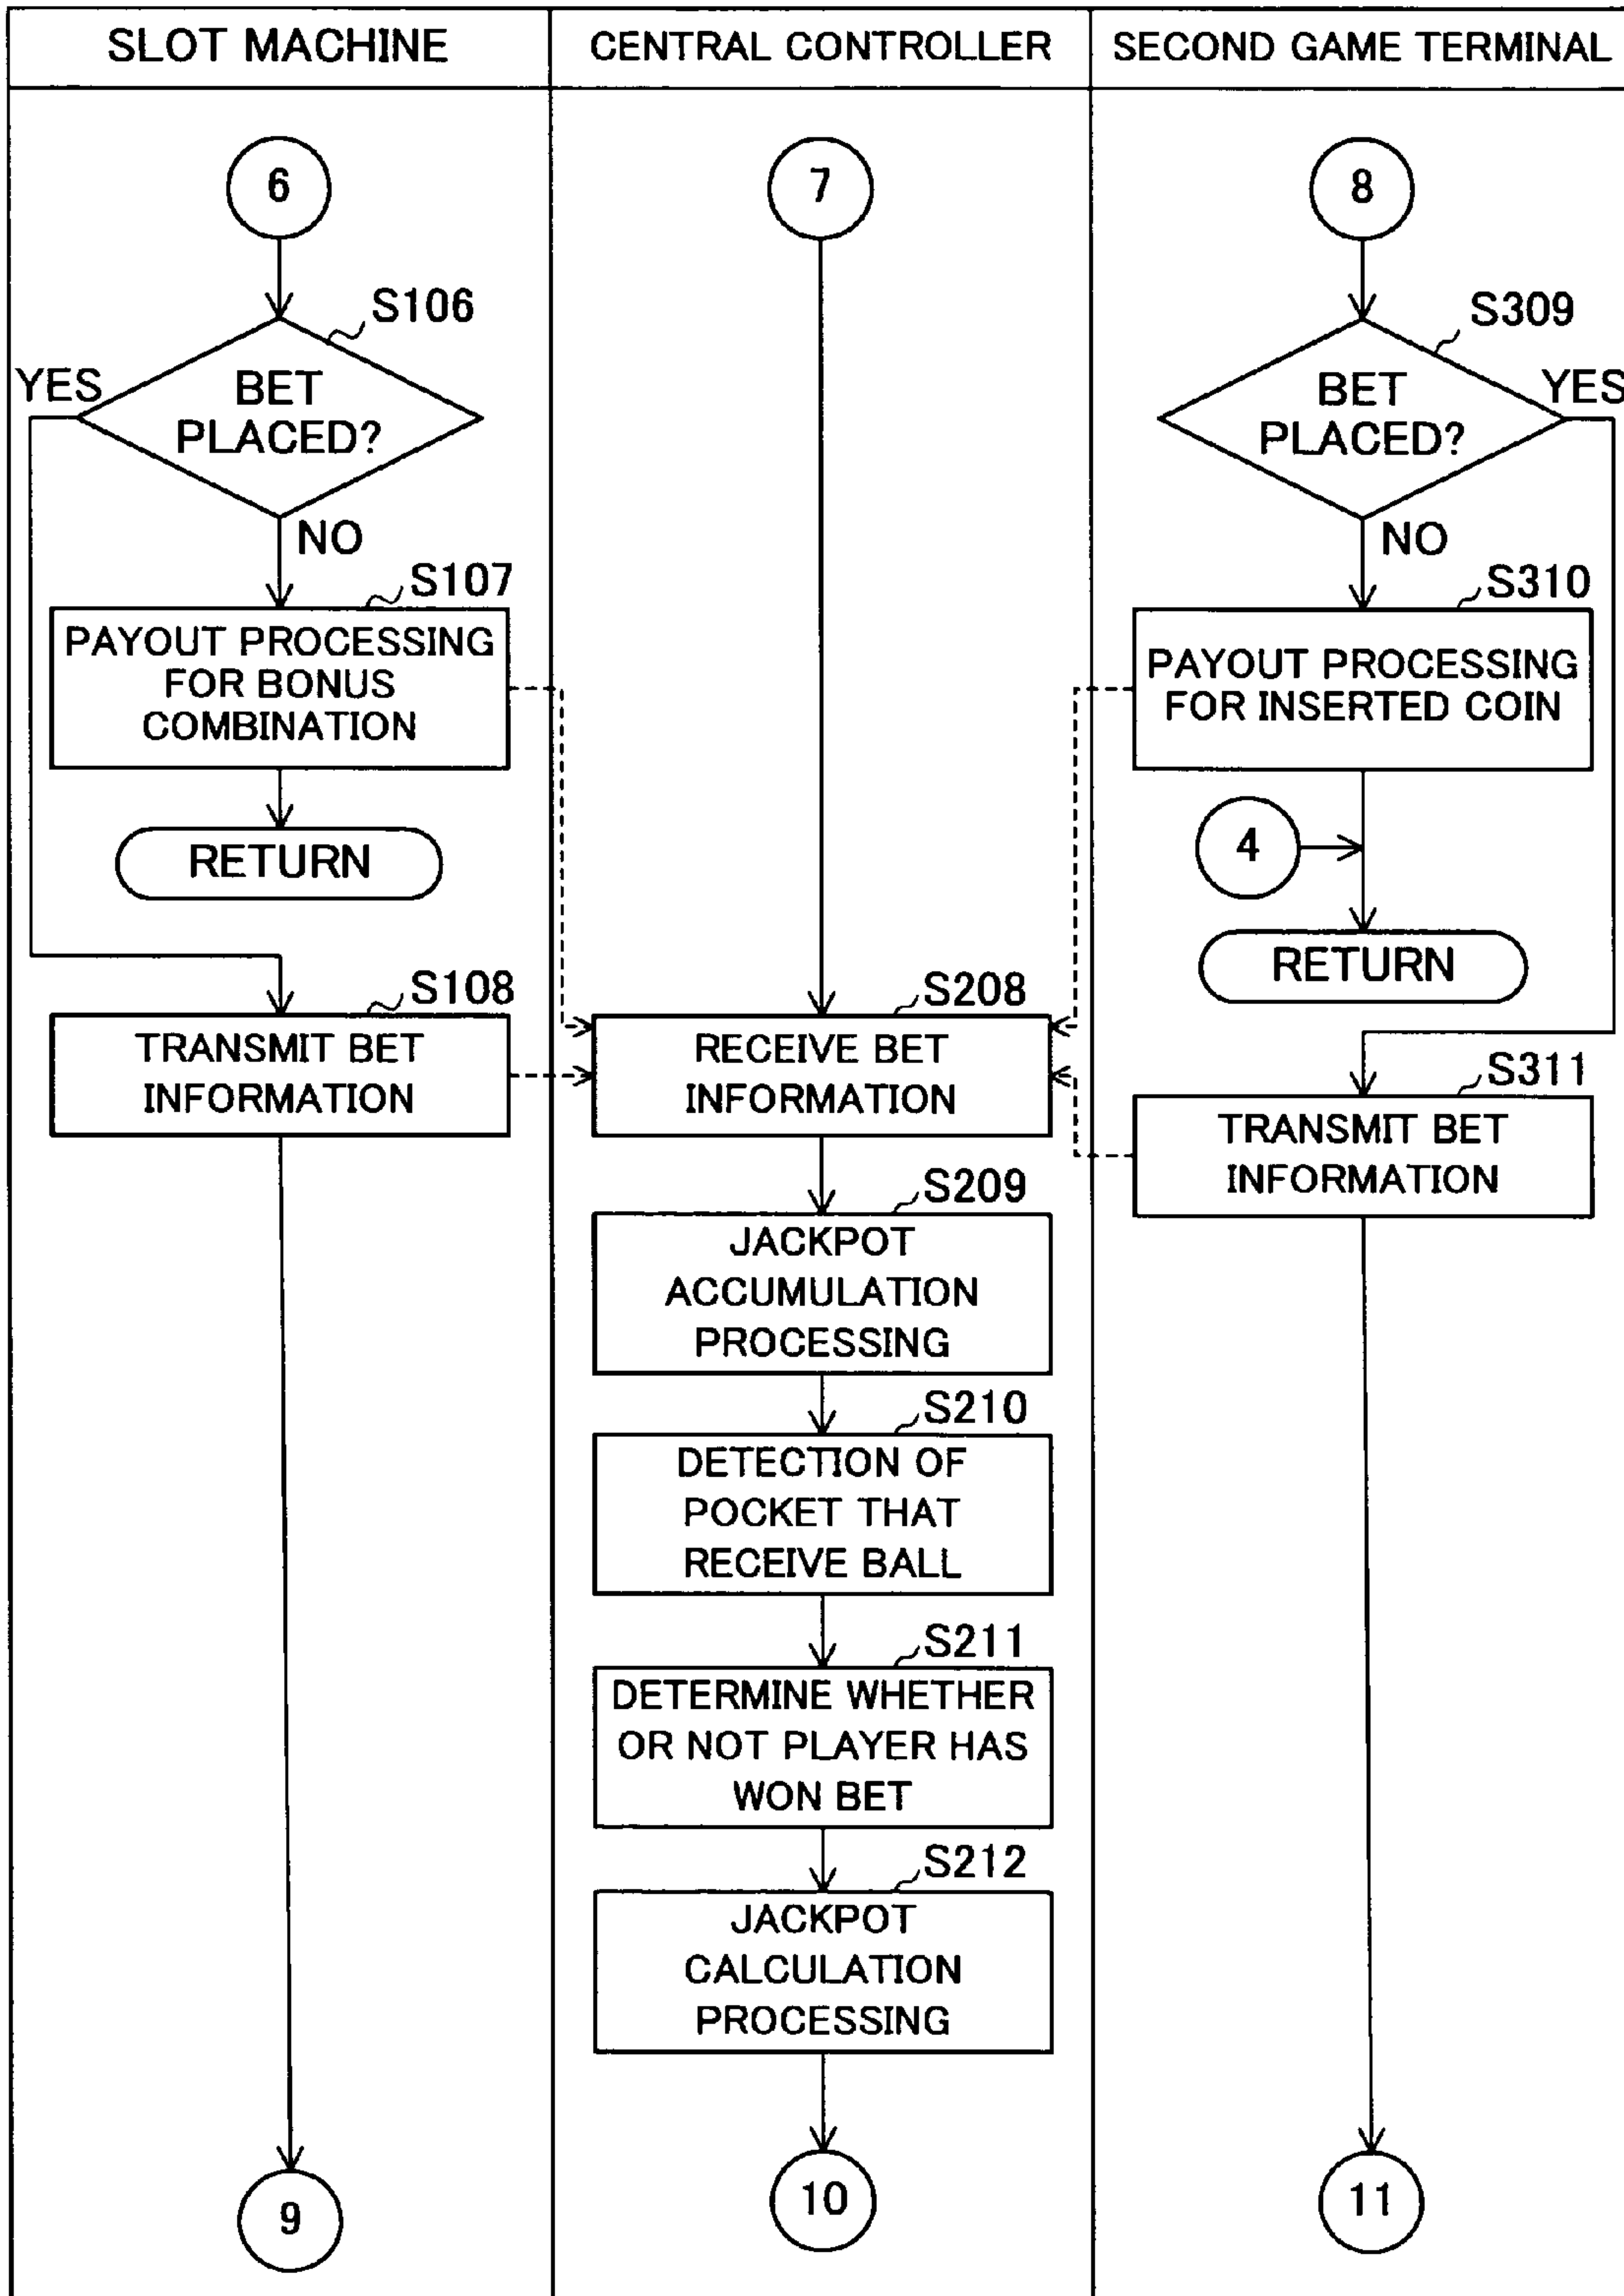 SLOT MACHINE
CENTRAL CONTROLLER
SECOND GAME TERMINAL
6
S106
YES
BET
PLACED?
NO
S107
PAYOUT PROCESSING
FOR BONUS
COMBINATION
RETURN
S108
TRANSMIT BET
INFORMATION
9
7
S208
RECEIVE BET
INFORMATION
S209
JACKPOT
ACCUMULATION
PROCESSING
S210
DETECTION OF
POCKET THAT
RECEIVE BALL
S211
DETERMINE WHETHER
OR NOT PLAYER HAS
WON BET
S212
JACKPOT
CALCULATION
PROCESSING
10
8
S309
BET
PLACED?
YES
NO
S310
PAYOUT PROCESSING
FOR INSERTED COIN
4
RETURN
S311
TRANSMIT BET
INFORMATION
11